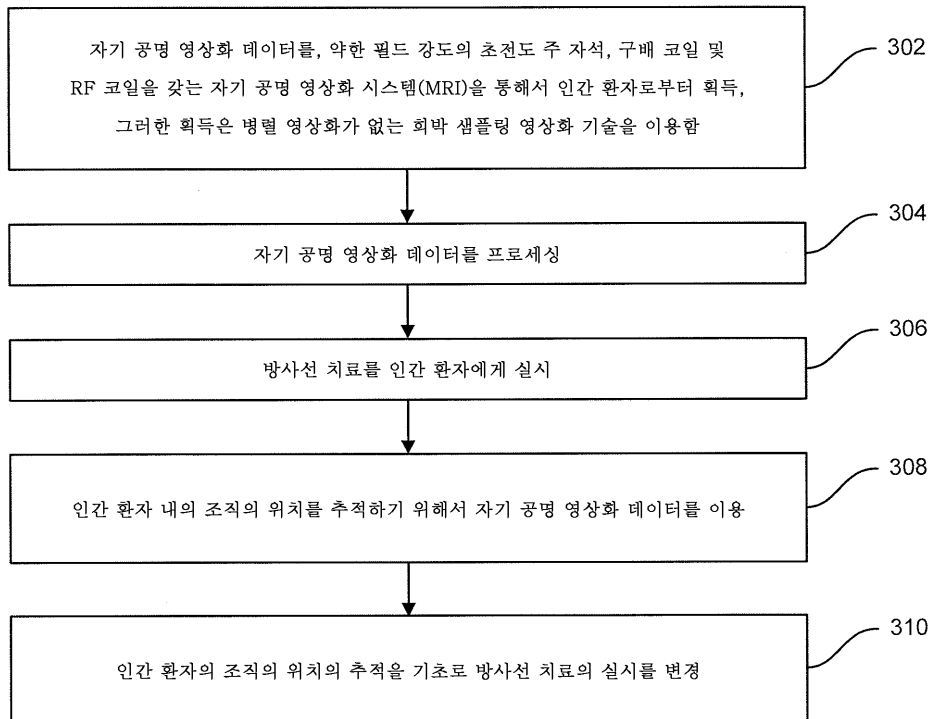 자기 공명 영상화 데이터를, 약한 필드 강도의 초전도 주 자석, 구배 코일 및
RF 코일을 갖는 자기 공명 영상화 시스템(MRI)을 통해서 인간 환자로부터 획득,
그러한 획득은 병렬 영상화가 없는 희박 샘플링 영상화 기술을 이용함
302
자기 공명 영상화 데이터를 프로세싱
304
방사선 치료를 인간 환자에게 실시
306
인간 환자 내의 조직의 위치를 추적하기 위해서 자기 공명 영상화 데이터를 이용
308
인간 환자의 조직의 위치의 추적을 기초로 방사선 치료의 실시를 변경
310